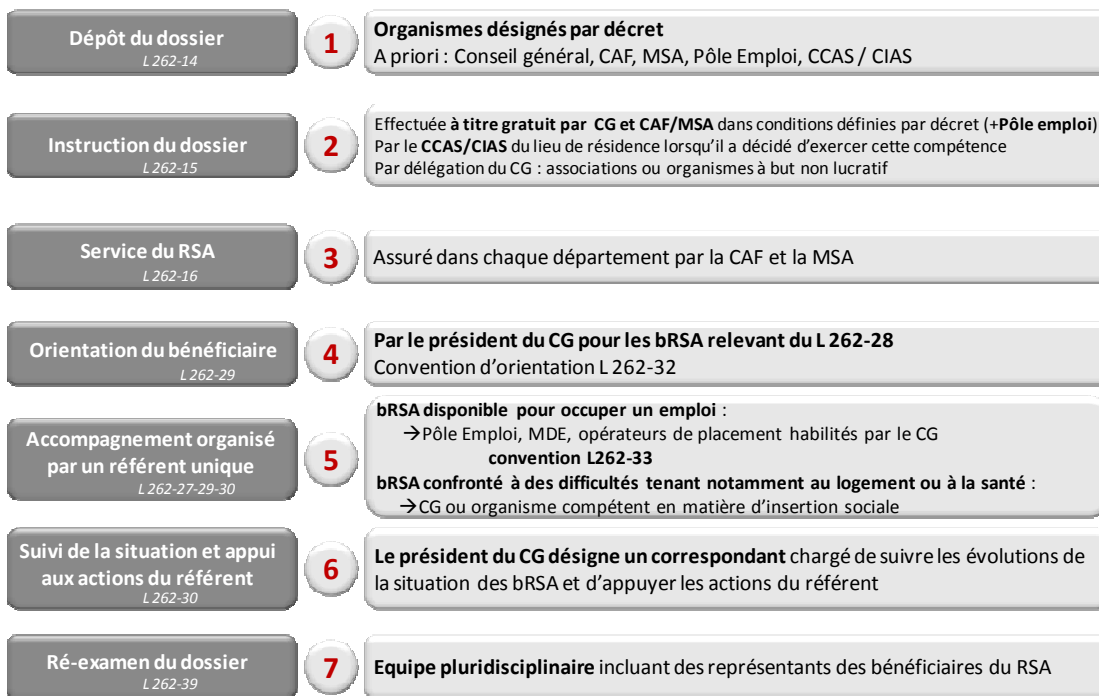 Dépôt du dossier
L 262-14
1
Organismes désignés par décret
A priori : Conseil général, CAF, MSA, Pôle Emploi, CCAS / CIAS
Instruction du dossier
L 262-15
2
Effectuée à titre gratuit par CG et CAF/MSA dans conditions définies par décret (+Pôle emploi)
Par le CCAS/CIAS du lieu de résidence lorsqu'il a décidé d'exercer cette compétence
Par délégation du CG : associations ou organismes à but non lucratif
Service du RSA
L 262-16
3
Assuré dans chaque département par la CAF et la MSA
Orientation du bénéficiaire
L 262-29
4
Par le président du CG pour les bRSA relevant du L 262-28
Convention d'orientation L 262-32
Accompagnement organisé
par un référent unique
L 262-27-29-30
5
bRSA disponible pour occuper un emploi :
→Pôle Emploi, MDE, opérateurs de placement habilités par le CG
convention L262-33
bRSA confronté à des difficultés tenant notamment au logement ou à la santé :
→CG ou organisme compétent en matière d'insertion sociale
Suivi de la situation et appui
aux actions du référent
L 262-30
6
Le président du CG désigne un correspondant chargé de suivre les évolutions de
la situation des bRSA et d'appuyer les actions du référent
Ré-examen du dossier
L 262-39
7
Equipe pluridisciplinaire incluant des représentants des bénéficiaires du RSA